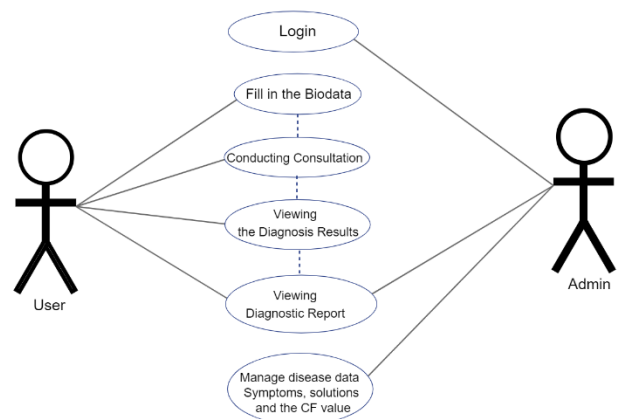 Login
Fill in the Biodata
Conducting Consultation
Viewing
the Diagnosis Results
Viewing
Diagnostic Report
Manage disease data
Symptoms, solutions
and the CF value
User
Admin